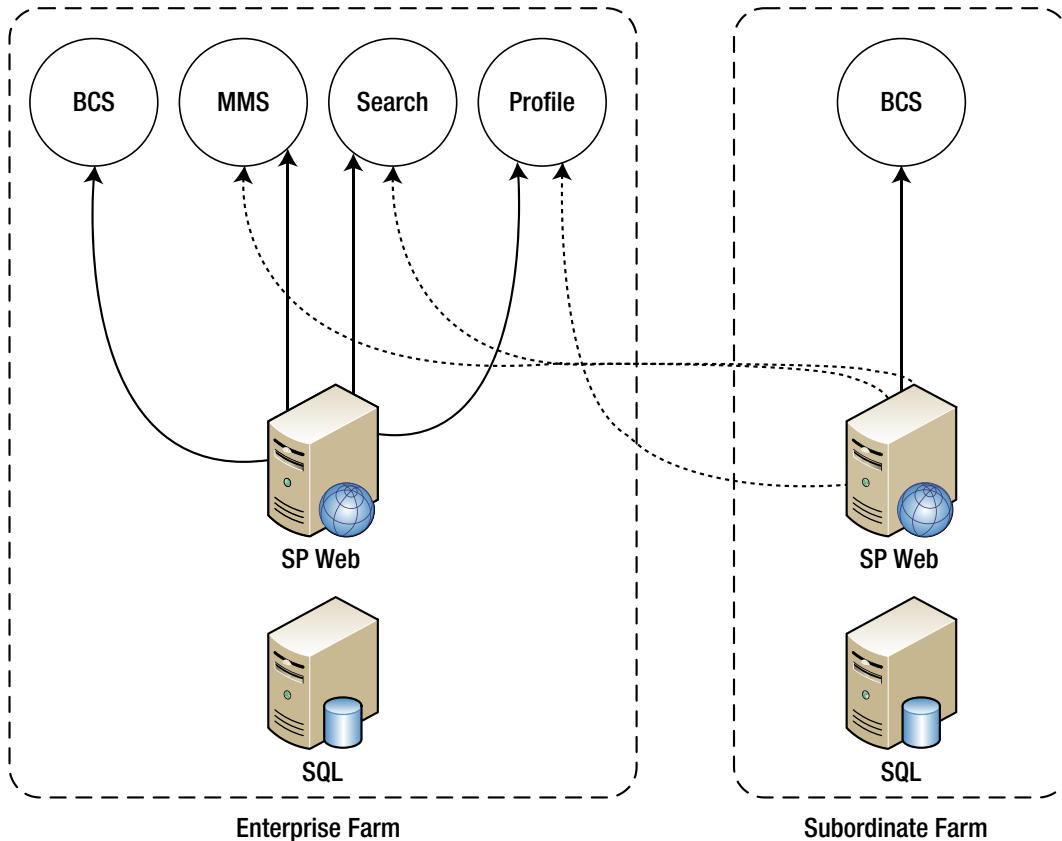 BCS
MMS
Search
Profile
BCS
SP Web
SP Web
SQL
SQL
Enterprise Farm
Subordinate Farm